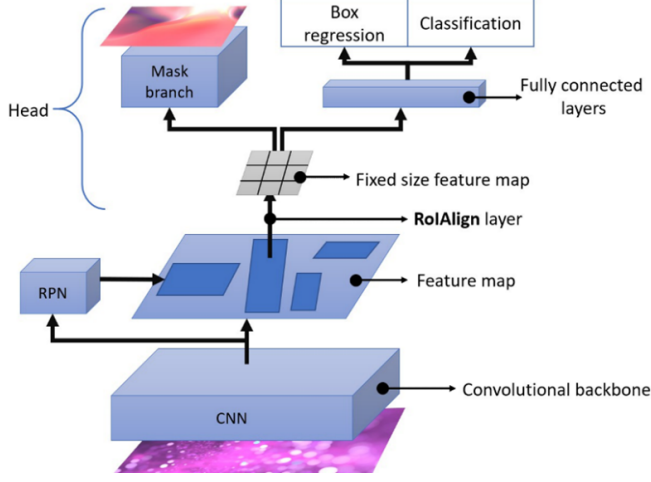 Box
regression
Classification
Mask
branch
Head
Fully connected
layers
Fixed size feature map
RoIAlign layer
RPN
Feature map
Convolutional backbone
CNN